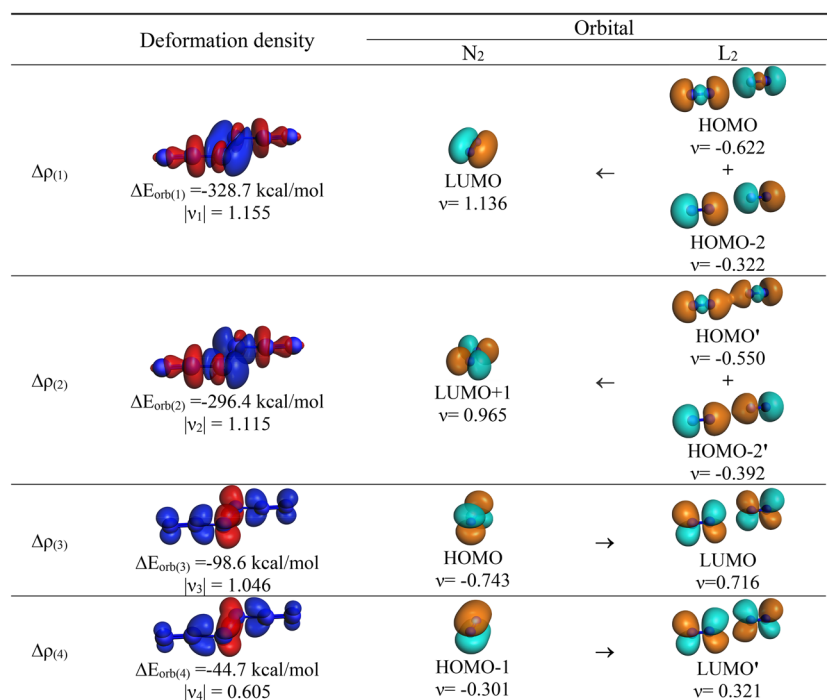 Deformation density
Orbital
N₂
L₂
Δρ₍₁₎
ΔE_orb(1) =-328.7 kcal/mol
|ν₁| = 1.155
LUMO
ν= 1.136
←
HOMO
ν= -0.622
+
HOMO-2
ν= -0.322
Δρ₍₂₎
ΔE_orb(2) =-296.4 kcal/mol
|ν₂| = 1.115
LUMO+1
ν= 0.965
←
HOMO'
ν= -0.550
+
HOMO-2'
ν= -0.392
Δρ₍₃₎
ΔE_orb(3) =-98.6 kcal/mol
|ν₃| = 1.046
HOMO
ν= -0.743
→
LUMO
ν=0.716
Δρ₍₄₎
ΔE_orb(4) =-44.7 kcal/mol
|ν₄| = 0.605
HOMO-1
ν= -0.301
→
LUMO'
ν= 0.321